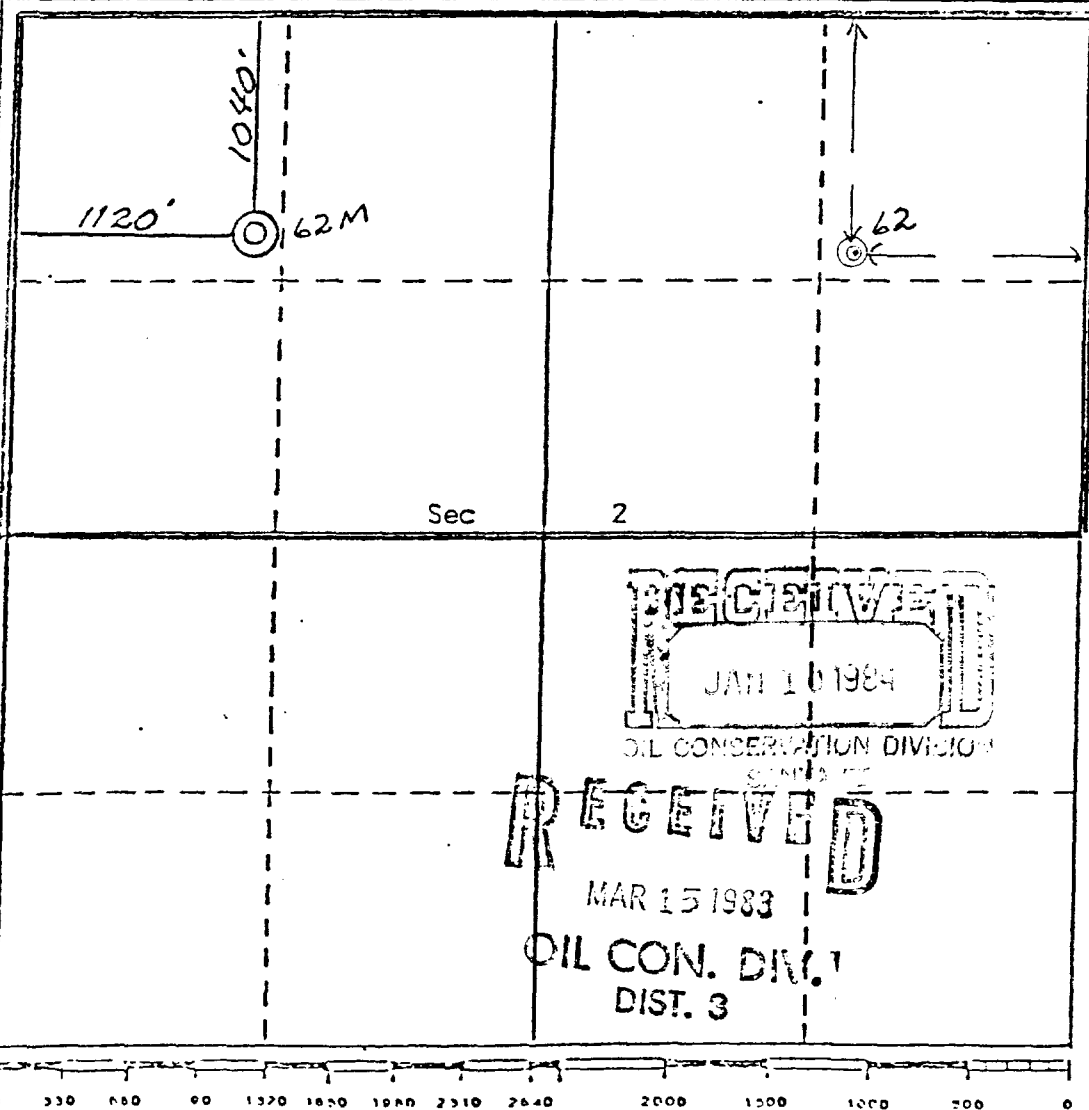 1040'
1120'
62M
62
Sec 2
RECEIVED
JAN 10 1984
OIL CONSERVATION DIVISION
RECEIVED
MAR 15 1983
OIL CON. DIV.
DIST. 3
330 660 90 1320 1650 1980 2310 2640 2000 1500 1000 500 0